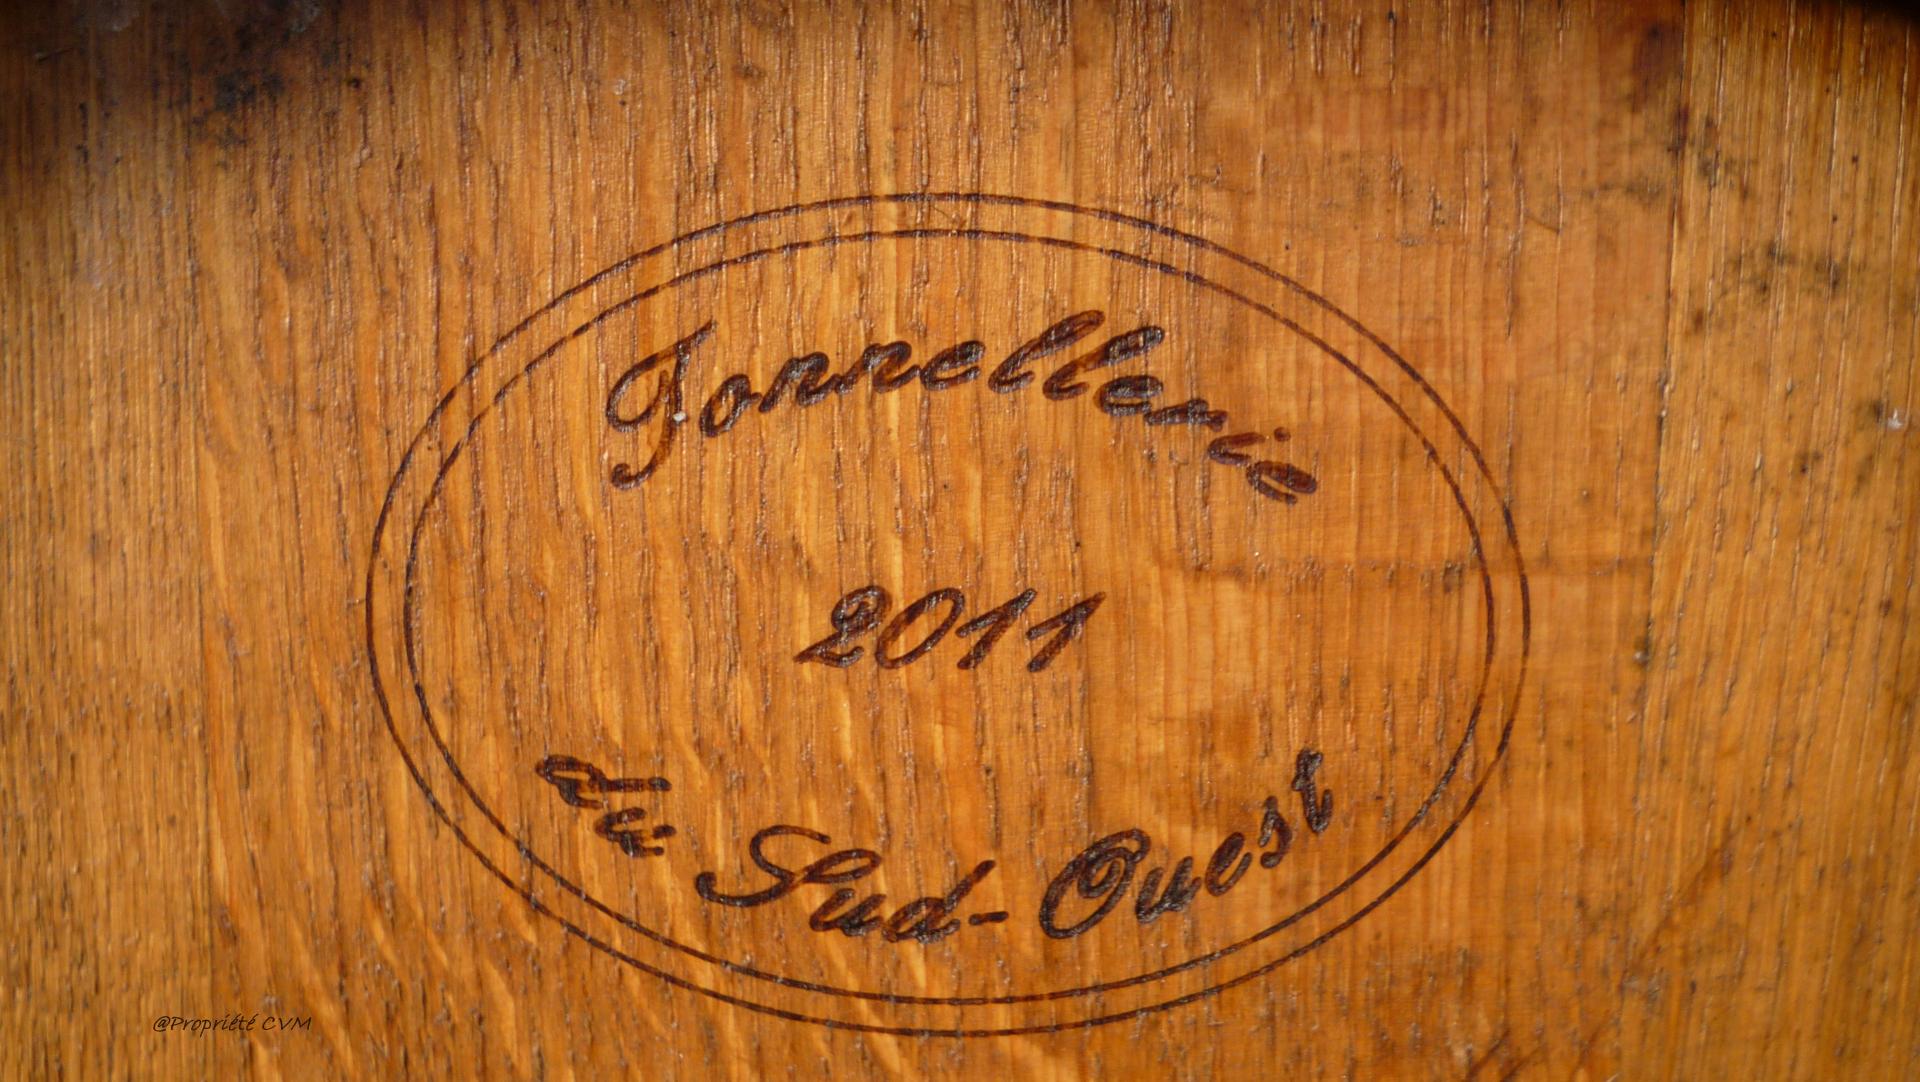 Tonnellerie
2011
du Sud-Ouest
@Propriété CVM